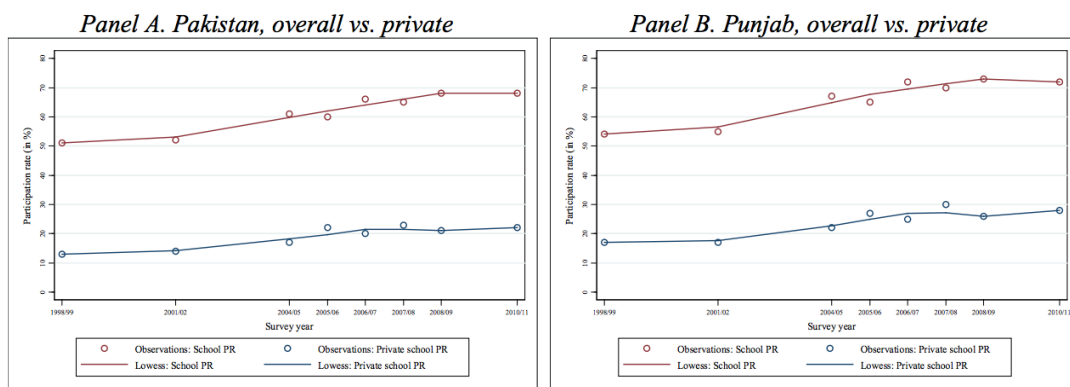 Panel A. Pakistan, overall vs. private
Participation rate (in %)
80
70
60
50
40
30
20
10
0
1998/99 2001/02 2004/05 2005/06 2006/07 2007/08 2008/09 2010/11
Survey year
Observations: School PR Observations: Private school PR
Lowess: School PR Lowess: Private school PR
Panel B. Punjab, overall vs. private
Participation rate (in %)
80
70
60
50
40
30
20
10
0
1998/99 2001/02 2004/05 2005/06 2006/07 2007/08 2008/09 2010/11
Survey year
Observations: School PR Observations: Private school PR
Lowess: School PR Lowess: Private school PR